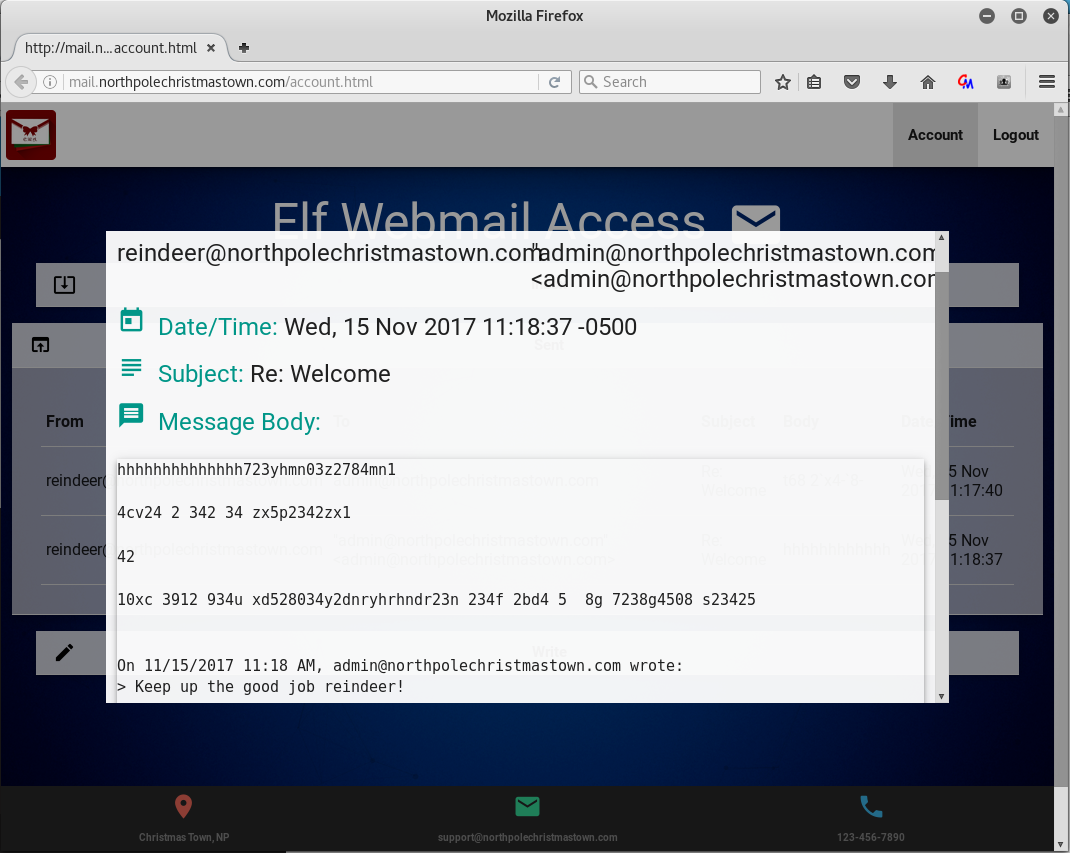 Mozilla Firefox
http://mail.n...account.html
mail.northpolechristmastown.com/account.html
Search
Account
Logout
Elf Webmail Access
reindeer@northpolechristmastown.com
"admin@northpolechristmastown.com
<admin@northpolechristmastown.com
Date/Time: Wed, 15 Nov 2017 11:18:37 -0500
Sent
Subject: Re: Welcome
Message Body:
From
To
Subject
Body
Date/Time
hhhhhhhhhhhhhh723yhmn03z2784mn1
4cv24 2 342 34 zx5p2342zx1
42
10xc 3912 934u xd528034y2dnryhrhndr23n 234f 2bd4 5  8g 7238g4508 s23425
On 11/15/2017 11:18 AM, admin@northpolechristmastown.com wrote:
> Keep up the good job reindeer!
reindeer@
Re:
Welcome
5 Nov
1:17:40
reindeer@
Re:
Welcome
5 Nov
1:18:37
Write
Christmas Town, NP
support@northpolechristmastown.com
123-456-7890